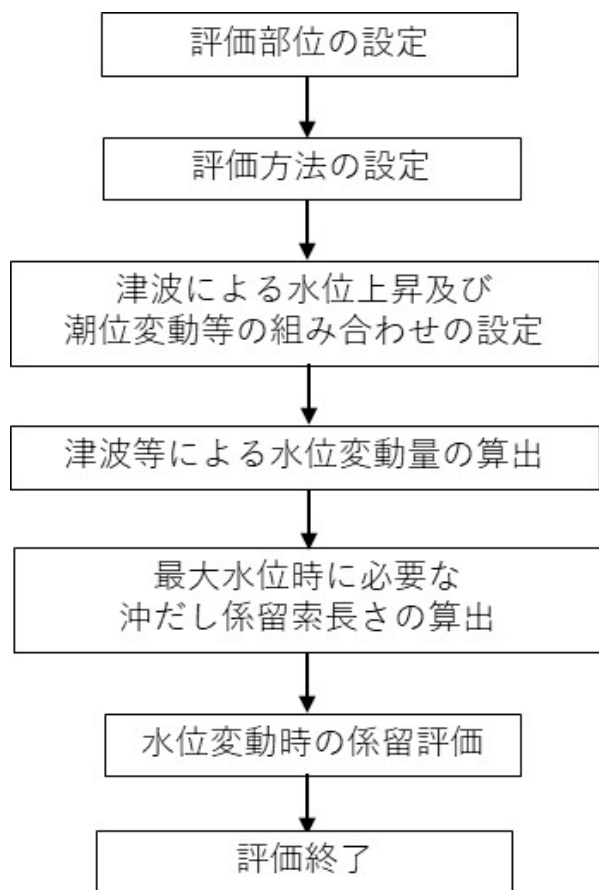 評価部位の設定
評価方法の設定
津波による水位上昇及び
潮位変動等の組み合わせの設定
津波等による水位変動量の算出
最大水位時に必要な
沖だし係留索長さの算出
水位変動時の係留評価
評価終了